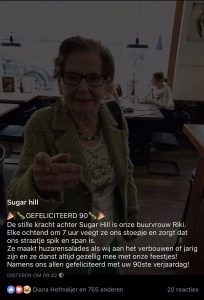 Sugar hill
🎉🍾GEFELICITEERD 90🍾🎉
De stille kracht achter Sugar Hill is onze buurvrouw Riki.
Elke ochtend om 7 uur veegt ze ons stoepje en zorgt dat
ons straatje spik en span is.
Ze maakt huzarensalades als wij aan het verbouwen of jarig
zijn en ze danst altijd gezellig mee met onze feestjes!
Namens ons allen gefeliciteerd met uw 90ste verjaardag!
GISTEREN OM 09:42
Diana Hofmeijer en 755 anderen
20 reacties